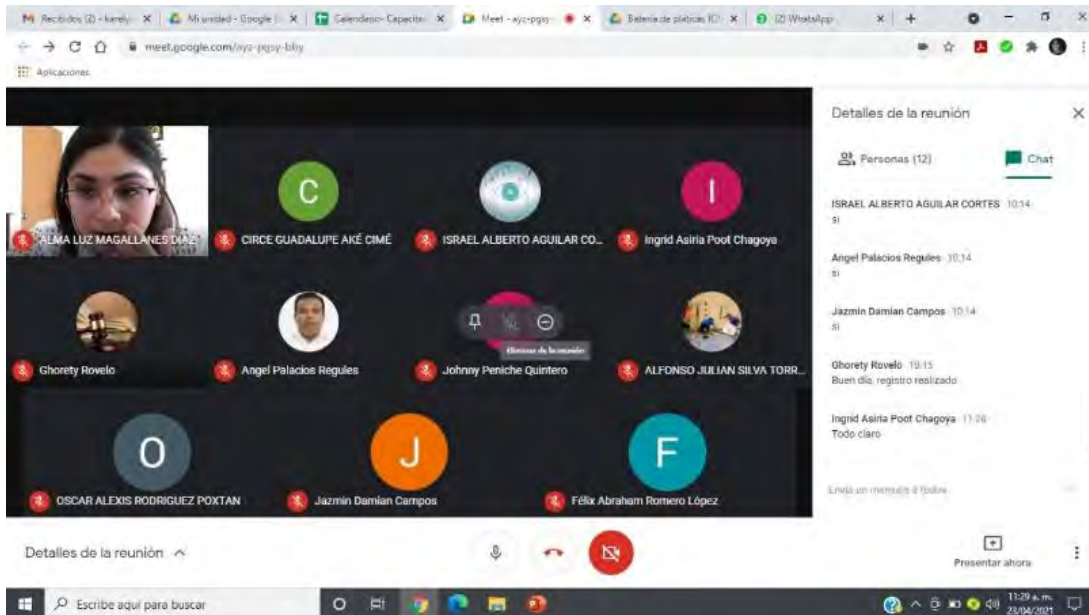 Recibidos (2) - karely
Mi unidad - Google
Calendario- Capacita
Meet - ayz-pgsy-
Batería de pláticas
(2) WhatsApp
meet.google.com/ayz-pgsy-bhy
Aplicaciones
ALMA LUZ MAGALLANES DIAZ
CIRCE GUADALUPE AKÉ CIMÉ
ISRAEL ALBERTO AGUILAR CO...
Ingrid Asiria Poot Chagoya
Ghorety Rovelo
Angel Palacios Regules
Eliminar de la reunión
Johnny Peniche Quintero
ALFONSO JULIAN SILVA TORR...
OSCAR ALEXIS RODRIGUEZ POXTAN
Jazmin Damian Campos
Félix Abraham Romero López
C
I
O
J
F
Detalles de la reunión
Personas (12)
Chat
ISRAEL ALBERTO AGUILAR CORTES 10:14
si
Angel Palacios Regules 10:14
si
Jazmin Damian Campos 10:14
si
Ghorety Rovelo 10:15
Buen día, registro realizado
Ingrid Asiria Poot Chagoya 11:26
Todo claro
Envía un mensaje a todos
Detalles de la reunión
Presentar ahora
Escribe aquí para buscar
11:29 a. m.
23/04/2021